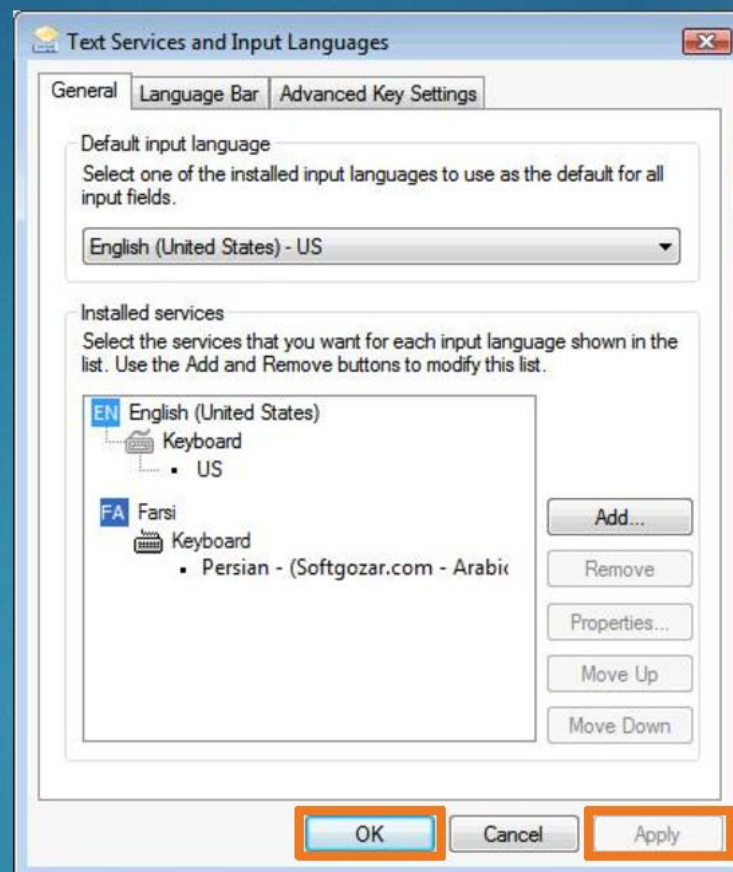 Text Services and Input Languages
General
Language Bar
Advanced Key Settings
Default input language
Select one of the installed input languages to use as the default for all
input fields.
English (United States) - US
Installed services
Select the services that you want for each input language shown in the
list. Use the Add and Remove buttons to modify this list.
EN English (United States)
Keyboard
US
FA Farsi
Keyboard
Persian - (Softgozar.com - Arabic
Add...
Remove
Properties...
Move Up
Move Down
OK
Cancel
Apply